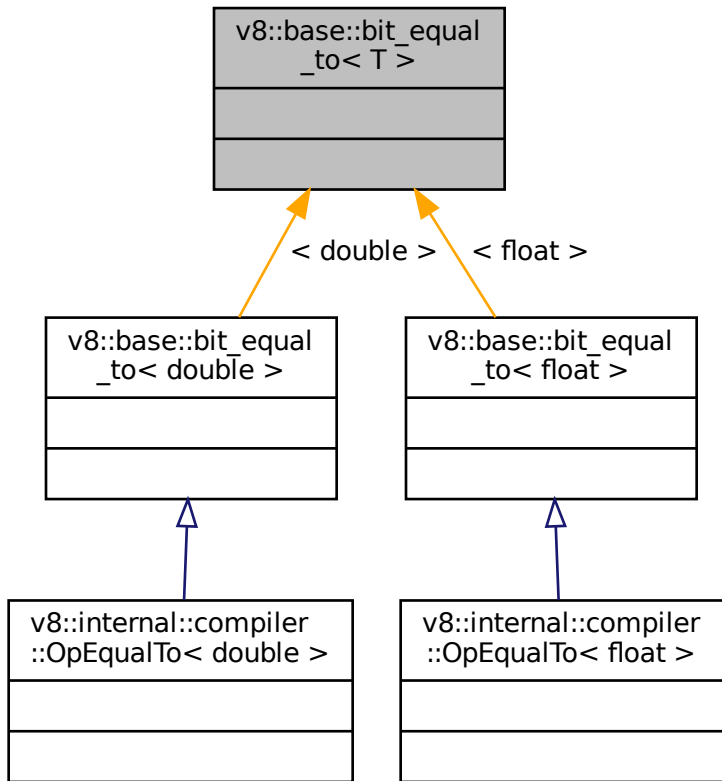 v8::base::bit_equal
_to< T >
< double >
< float >
v8::base::bit_equal
_to< double >
v8::base::bit_equal
_to< float >
v8::internal::compiler
::OpEqualTo< double >
v8::internal::compiler
::OpEqualTo< float >